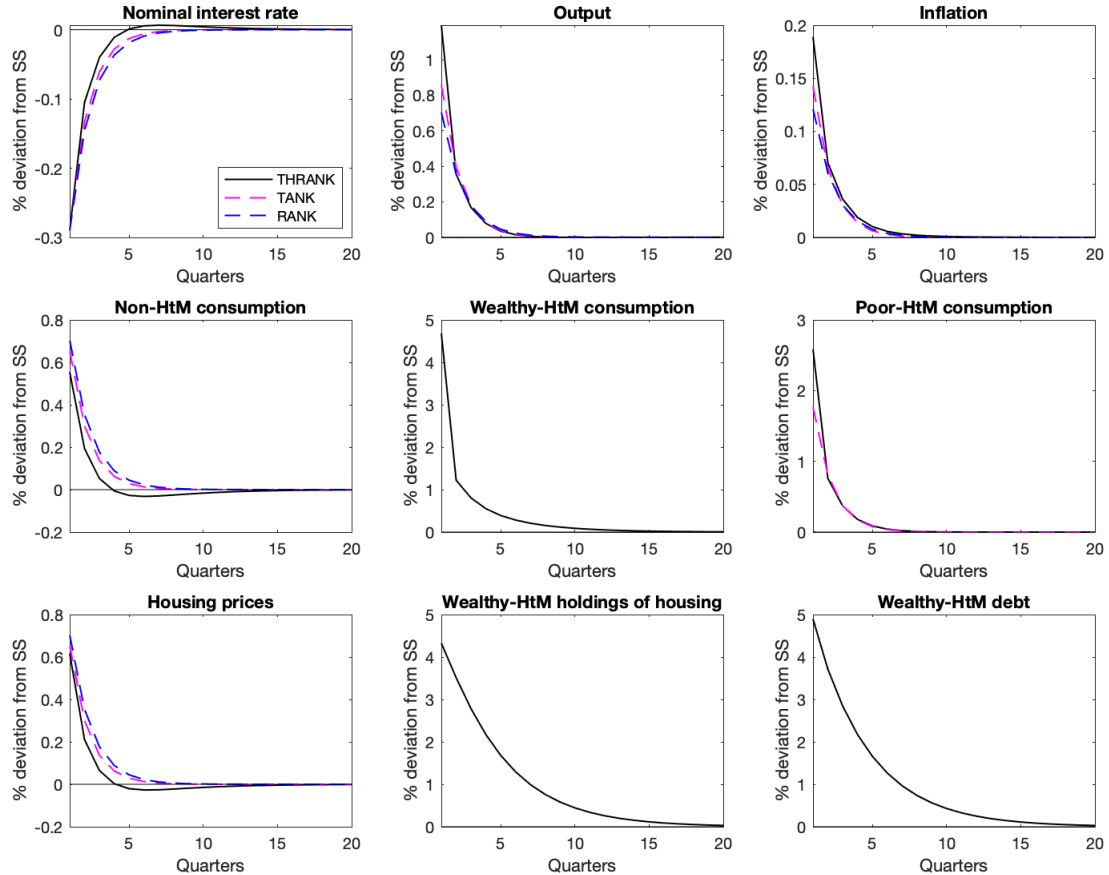 Nominal interest rate
% deviation from SS
0
-0.1
-0.2
-0.3
THRANK
TANK
RANK
5
10
15
20
Quarters
Output
% deviation from SS
1
0.8
0.6
0.4
0.2
0
5
10
15
20
Quarters
Inflation
% deviation from SS
0.2
0.15
0.1
0.05
0
5
10
15
20
Quarters
Non-HtM consumption
% deviation from SS
0.8
0.6
0.4
0.2
0
-0.2
5
10
15
20
Quarters
Wealthy-HtM consumption
% deviation from SS
5
4
3
2
1
0
5
10
15
20
Quarters
Poor-HtM consumption
% deviation from SS
3
2
1
0
5
10
15
20
Quarters
Housing prices
% deviation from SS
0.8
0.6
0.4
0.2
0
-0.2
5
10
15
20
Quarters
Wealthy-HtM holdings of housing
% deviation from SS
5
4
3
2
1
0
5
10
15
20
Quarters
Wealthy-HtM debt
% deviation from SS
5
4
3
2
1
0
5
10
15
20
Quarters